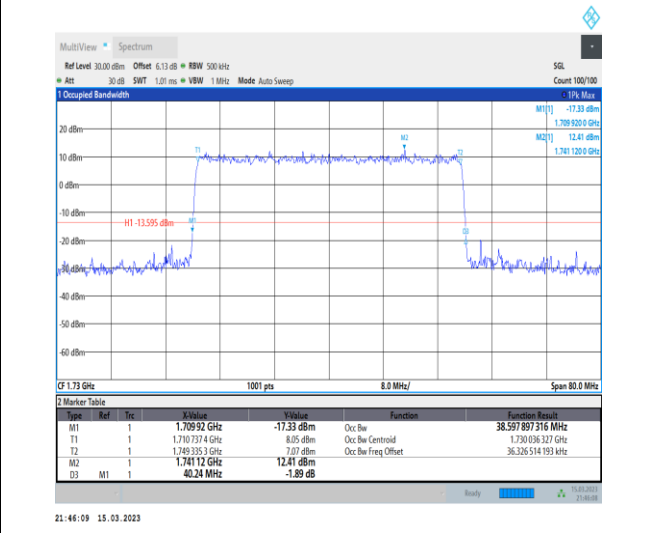 MultiView Spectrum
Ref Level 30.00 dBm Offset 6.13 dB RBW 500 kHz SGL
Att 30 dB SWT 1.01 ms VBW 1 MHz Mode Auto Sweep Count 100/100
1 Occupied Bandwidth 1Pk Max
M1[1] -17.33 dBm
1.709 920 0 GHz
M2[1] 12.41 dBm
1.741 120 0 GHz
20 dBm
M2
T1 T2
10 dBm
0 dBm
-10 dBm
H1 -13.595 dBm M1
-20 dBm
D3
-30 dBm
-40 dBm
-50 dBm
-60 dBm
CF 1.73 GHz 1001 pts 8.0 MHz/ Span 80.0 MHz
2 Marker Table
Type Ref Trc X-Value Y-Value Function Function Result
M1 1 1.709 92 GHz -17.33 dBm Occ Bw 38.597 897 316 MHz
T1 1 1.710 737 4 GHz 8.05 dBm Occ Bw Centroid 1.730 036 327 GHz
T2 1 1.749 335 3 GHz 7.07 dBm Occ Bw Freq Offset 36.326 514 193 kHz
M2 1 1.741 12 GHz 12.41 dBm
D3 M1 1 40.24 MHz -1.89 dB
Ready 15.03.2023
21:46:08
21:46:09 15.03.2023